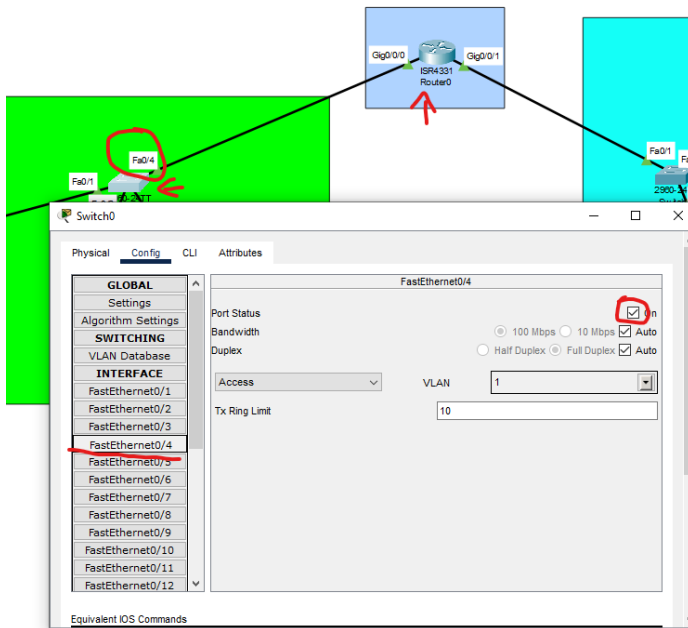 Gig0/0/0
Gig0/0/1
ISR4331
Router0
Fa0/4
Fa0/1
Fa0/1
2960-24
Switch0
Physical Config CLI Attributes
GLOBAL
Settings
Algorithm Settings
SWITCHING
VLAN Database
INTERFACE
FastEthernet0/1
FastEthernet0/2
FastEthernet0/3
FastEthernet0/4
FastEthernet0/5
FastEthernet0/6
FastEthernet0/7
FastEthernet0/8
FastEthernet0/9
FastEthernet0/10
FastEthernet0/11
FastEthernet0/12
FastEthernet0/4
Port Status On
Bandwidth 100 Mbps 10 Mbps Auto
Duplex Half Duplex Full Duplex Auto
Access VLAN 1
Tx Ring Limit 10
Equivalent IOS Commands